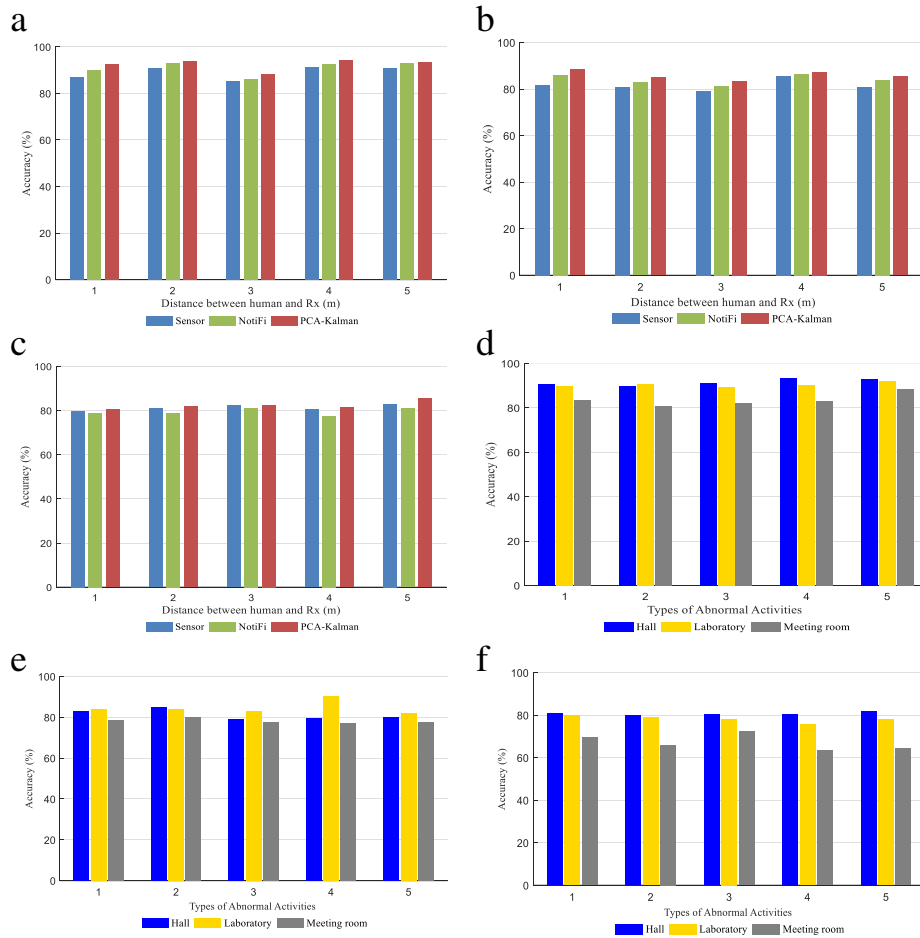 a
100
80
60
40
20
0
Accuracy (%)
1 2 3 4 5
Distance between human and Rx (m)
Sensor NotiFi PCA-Kalman
b
100
80
60
40
20
0
Accuracy (%)
1 2 3 4 5
Distance between human and Rx (m)
Sensor NotiFi PCA-Kalman
c
100
80
60
40
20
0
Accuracy (%)
1 2 3 4 5
Distance between human and Rx (m)
Sensor NotiFi PCA-Kalman
d
100
80
60
40
20
0
Accuracy (%)
1 2 3 4 5
Types of Abnormal Activities
Hall Laboratory Meeting room
e
100
80
60
40
20
0
Accuracy (%)
1 2 3 4 5
Types of Abnormal Activities
Hall Laboratory Meeting room
f
100
80
60
40
20
0
Accuracy (%)
1 2 3 4 5
Types of Abnormal Activities
Hall Laboratory Meeting room